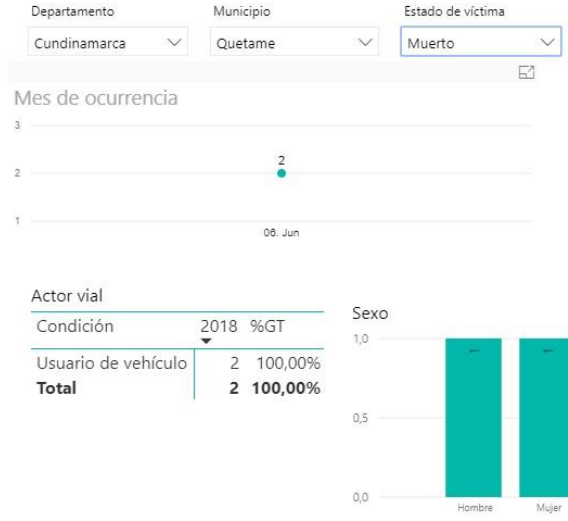 Departamento Municipio Estado de víctima
Cundinamarca Quetame Muerto
Mes de ocurrencia
3
2
2
1
06. Jun
Actor vial
Condición 2018 %GT
Usuario de vehículo 2 100,00%
Total 2 100,00%
Sexo
1,0
1 1
0,5
0,0
Hombre Mujer